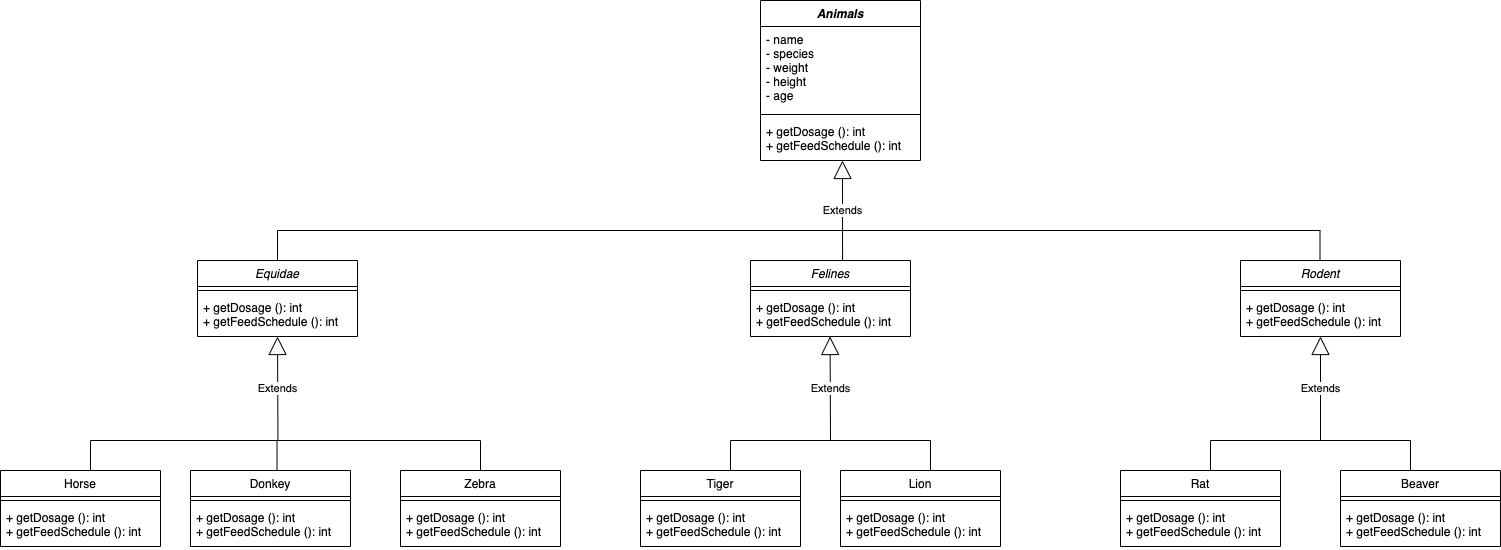 Animals
- name
- species
- weight
- height
- age
+ getDosage (): int
+ getFeedSchedule (): int
Extends
Equidae
+ getDosage (): int
+ getFeedSchedule (): int
Felines
+ getDosage (): int
+ getFeedSchedule (): int
Rodent
+ getDosage (): int
+ getFeedSchedule (): int
Extends
Extends
Extends
Horse
+ getDosage (): int
+ getFeedSchedule (): int
Donkey
+ getDosage (): int
+ getFeedSchedule (): int
Zebra
+ getDosage (): int
+ getFeedSchedule (): int
Tiger
+ getDosage (): int
+ getFeedSchedule (): int
Lion
+ getDosage (): int
+ getFeedSchedule (): int
Rat
+ getDosage (): int
+ getFeedSchedule (): int
Beaver
+ getDosage (): int
+ getFeedSchedule (): int